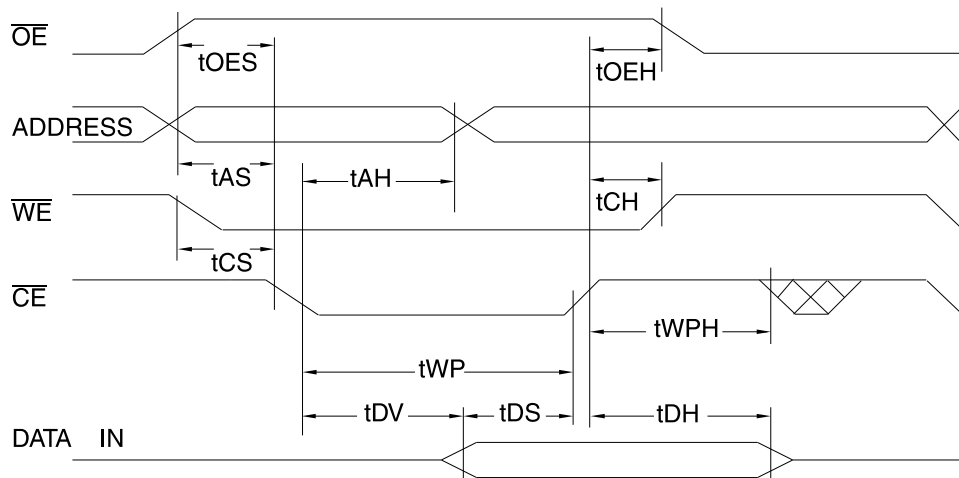 OE
tOES
tOEH
ADDRESS
tAS
tAH
tCH
WE
tCS
CE
tWPH
tWP
tDV
tDS
tDH
DATA IN